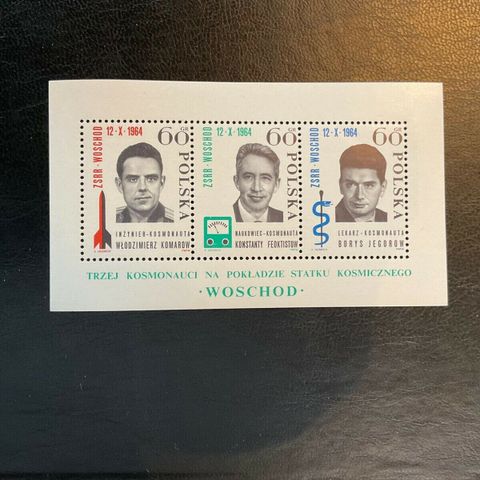 ZSRR · WOSCHOD
12·X·1964
60 GR
POLSKA
INŻYNIER-KOSMONAUTA
WŁODZIMIERZ KOMAROW
ZSRR · WOSCHOD
12·X·1964
60 GR
POLSKA
NAUKOWIEC-KOSMONAUTA
KONSTANTY FEOKTISTOW
ZSRR · WOSCHOD
12·X·1964
60 GR
POLSKA
LEKARZ-KOSMONAUTA
BORYS JEGOROW
TRZEJ KOSMONAUCI NA POKŁADZIE STATKU KOSMICZNEGO
·WOSCHOD·